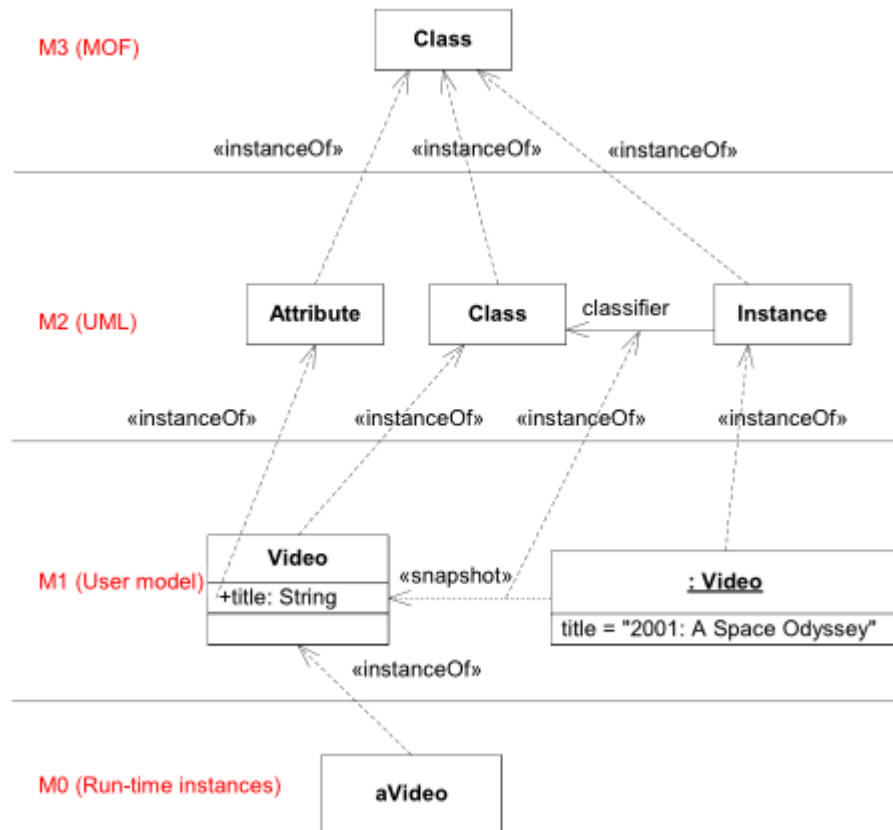 Class
M3 (MOF)
«instanceOf» «instanceOf» «instanceOf»
Attribute Class classifier Instance
M2 (UML)
«instanceOf» «instanceOf» «instanceOf» «instanceOf»
Video
M1 (User model)
+title: String
«snapshot»
: Video
title = "2001: A Space Odyssey"
«instanceOf»
M0 (Run-time instances)
aVideo